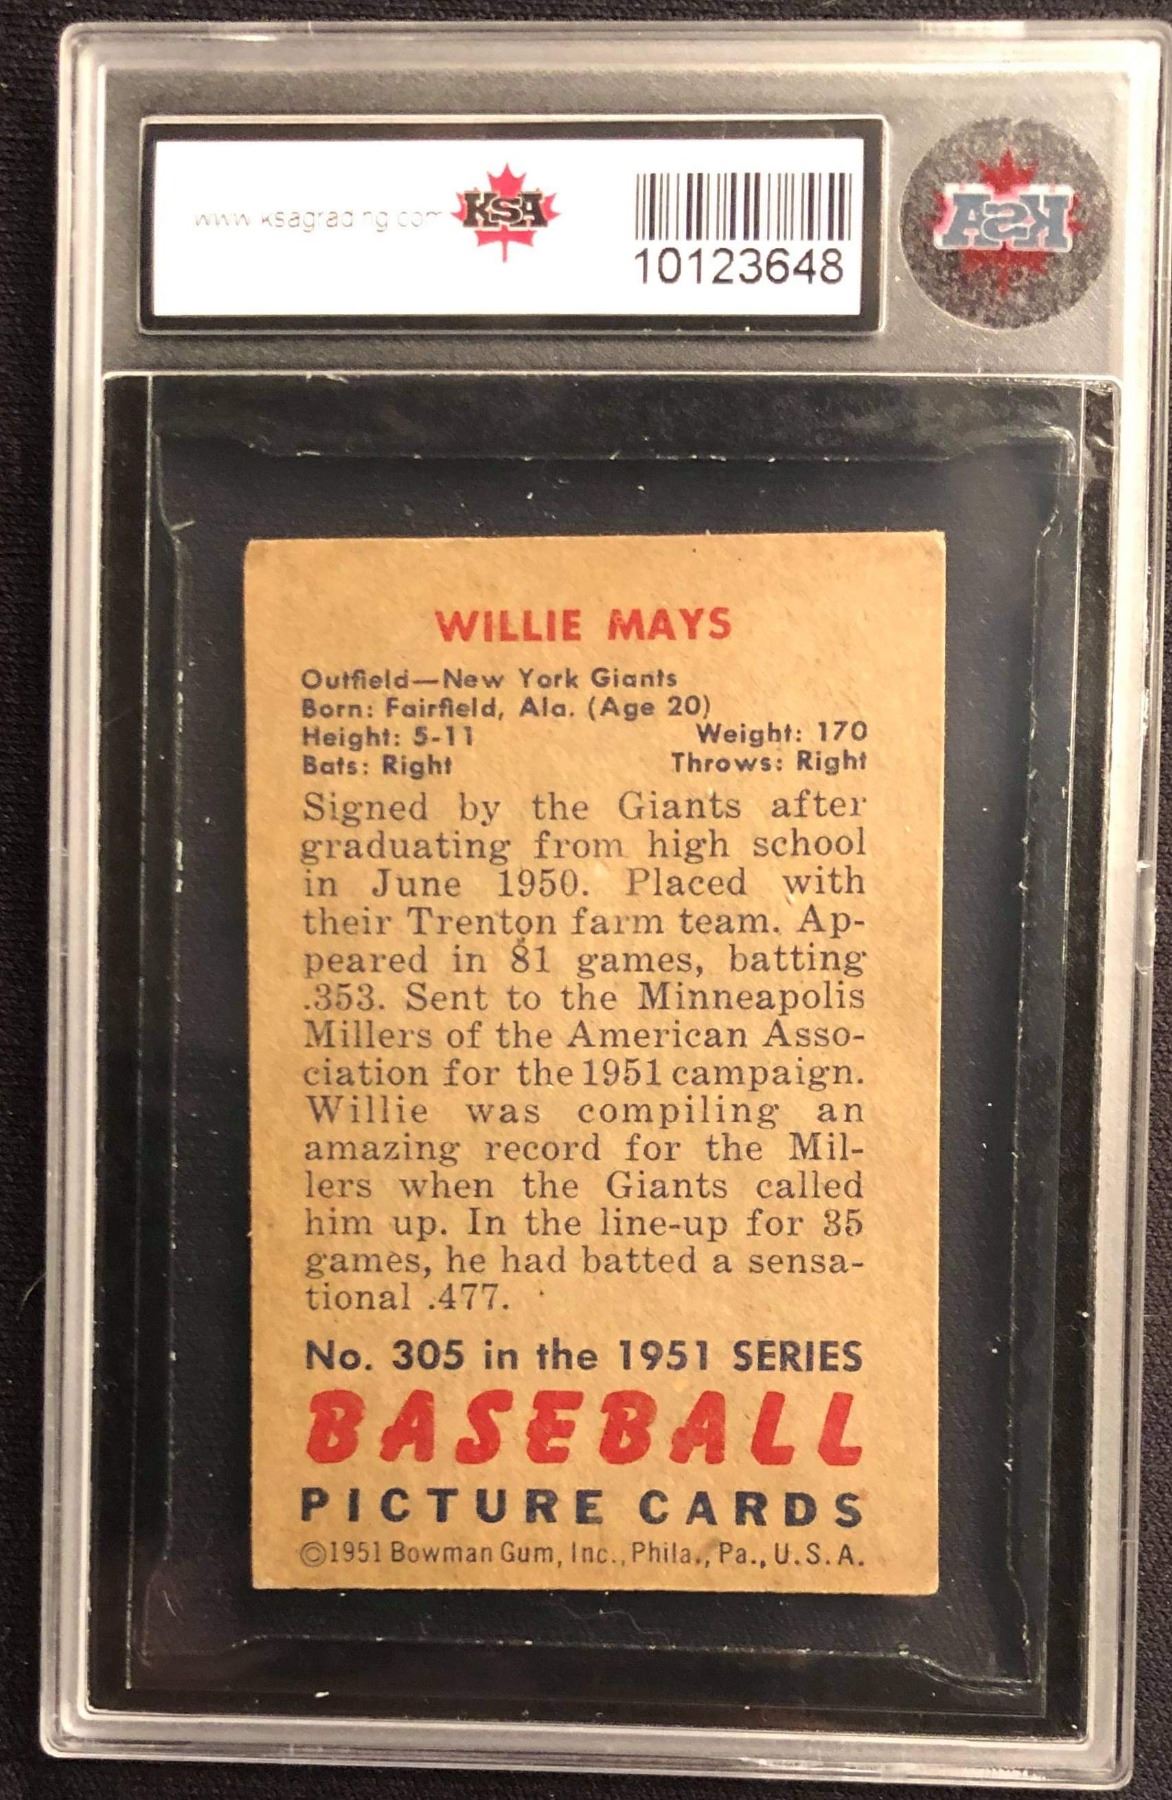 www.ksagrading.com
KSA
10123648
KSA
WILLIE MAYS
Outfield—New York Giants
Born: Fairfield, Ala. (Age 20)
Height: 5-11 Weight: 170
Bats: Right Throws: Right
Signed by the Giants after
graduating from high school
in June 1950. Placed with
their Trenton farm team. Ap-
peared in 81 games, batting
.353. Sent to the Minneapolis
Millers of the American Asso-
ciation for the 1951 campaign.
Willie was compiling an
amazing record for the Mil-
lers when the Giants called
him up. In the line-up for 35
games, he had batted a sensa-
tional .477.
No. 305 in the 1951 SERIES
BASEBALL
PICTURE CARDS
©1951 Bowman Gum, Inc., Phila., Pa., U.S.A.